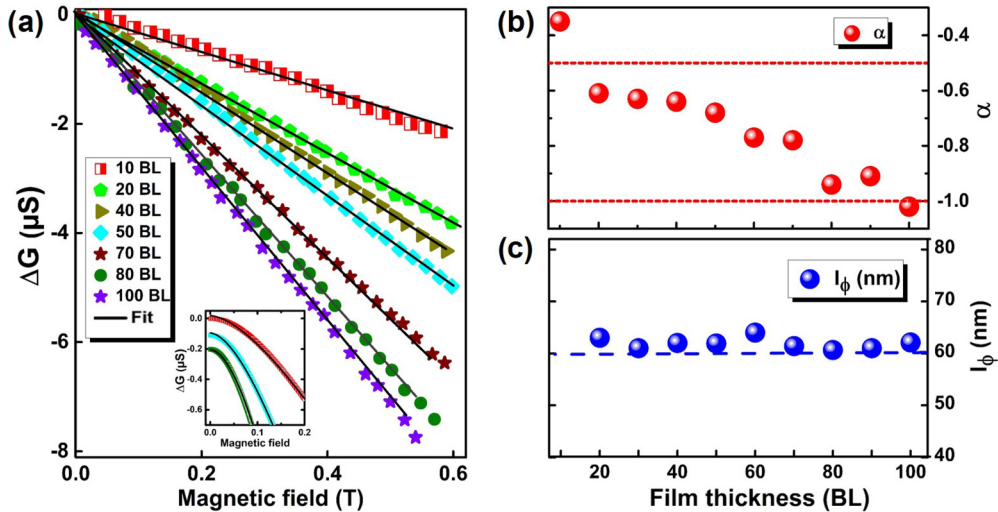 (a)
0
-2
-4
-6
-8
ΔG (μS)
10 BL
20 BL
40 BL
50 BL
70 BL
80 BL
100 BL
Fit
0.0
-0.2
-0.4
-0.6
ΔG (μS)
0.0 0.1 0.2
Magnetic field
0.0 0.2 0.4 0.6
Magnetic field (T)
(b)
α
-0.4
-0.6
-0.8
-1.0
α
(c)
lϕ (nm)
80
70
60
50
40
lϕ (nm)
20 40 60 80 100
Film thickness (BL)